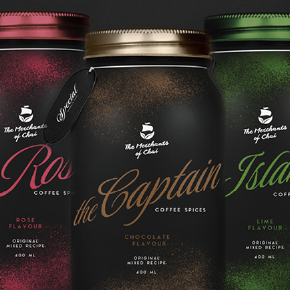 The Merchants
of Chai
Ros
COFFEE SPI
ROSE
FLAVOUR
ORIGINAL
MIXED RECIPE.
400 ML
Special
The Merchants
of Chai
the Captain
COFFEE SPICES
CHOCOLATE
FLAVOUR
ORIGINAL
MIXED RECIPE.
400 ML
The Merchants
of Chai
Islan
COFFEE SPICES
LIME
FLAVOUR
ORIGINAL
MIXED RECIPE.
400 ML